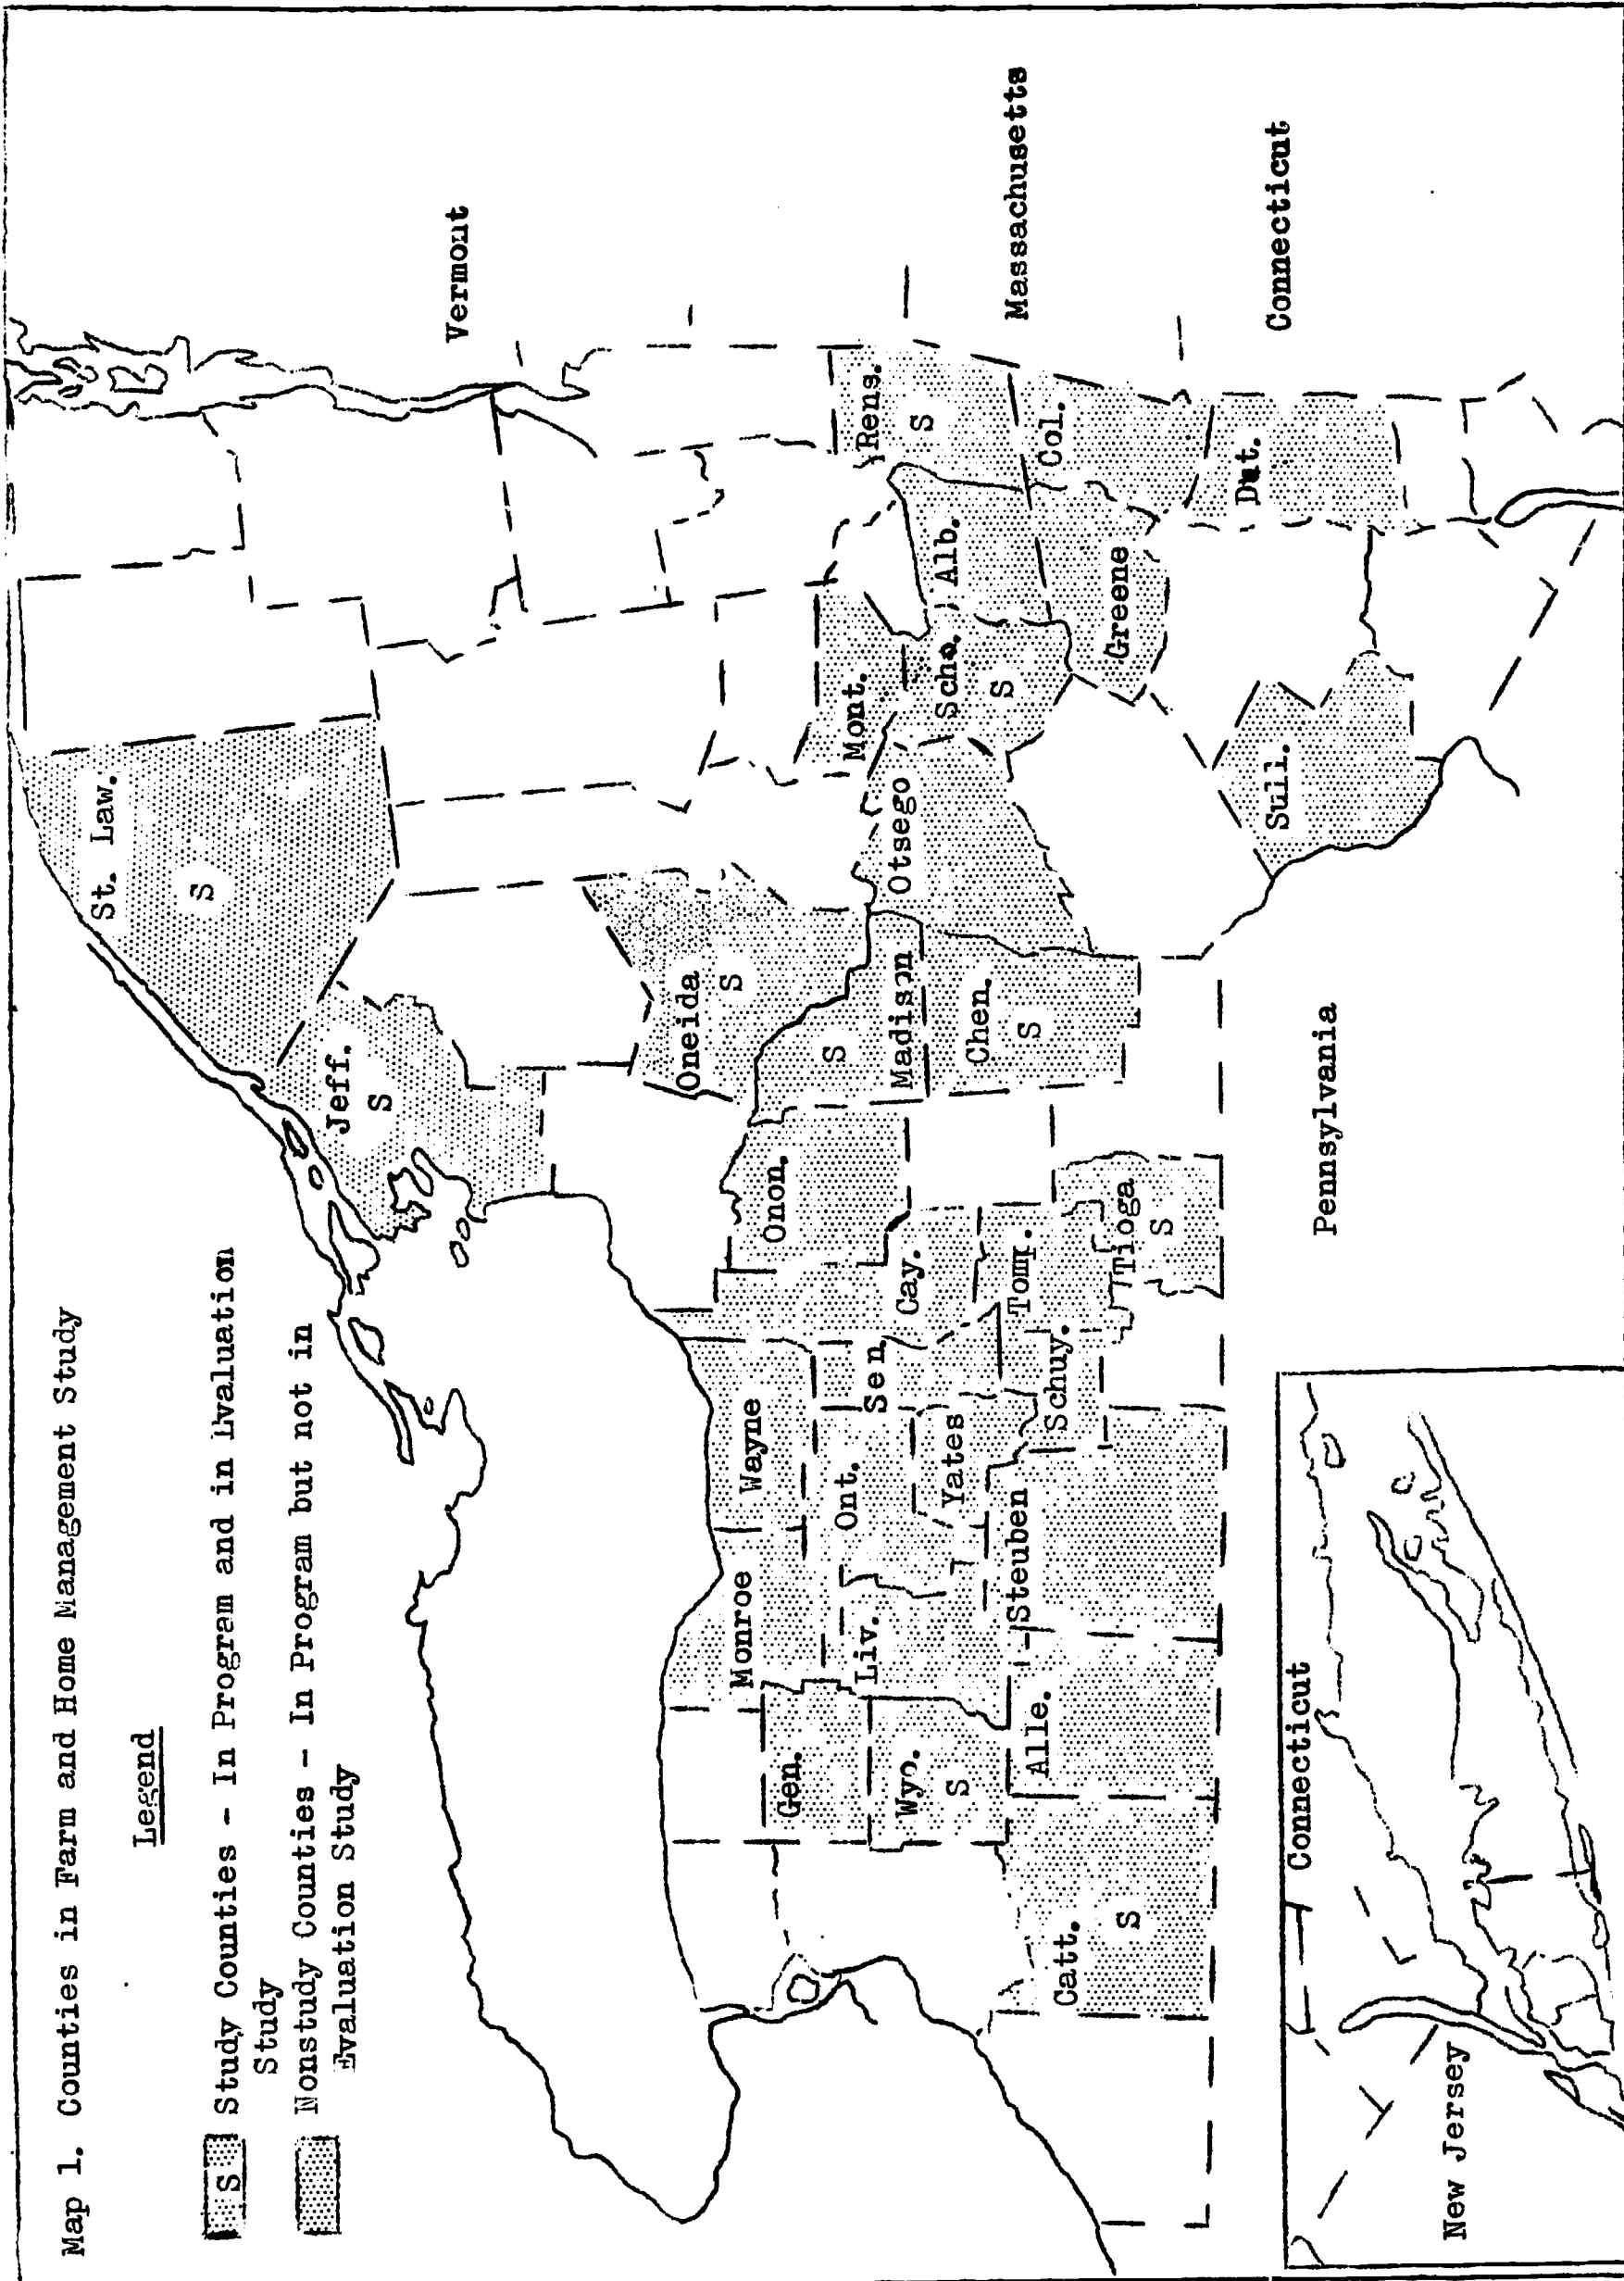 Map 1. Counties in Farm and Home Management Study
Legend
S Study Counties - In Program and in Evaluation
Study
Nonstudy Counties - In Program but not in
Evaluation Study
St. Law.
S
Jeff.
S
Vermont
Oneida
S
Monroe
Wayne
Onon.
S
Madison
Mont.
Rens.
S
Gen.
Liv.
Ont.
Sen.
Cay.
Chen.
S
Otsego
Scho.
S
Alb.
Massachusetts
Wyo.
S
Yates
Steuben
Schuy.
Tomp.
Tioga
S
Greene
Col.
Catt.
S
Alle.
Sull.
Dut.
Connecticut
Pennsylvania
Connecticut
New Jersey